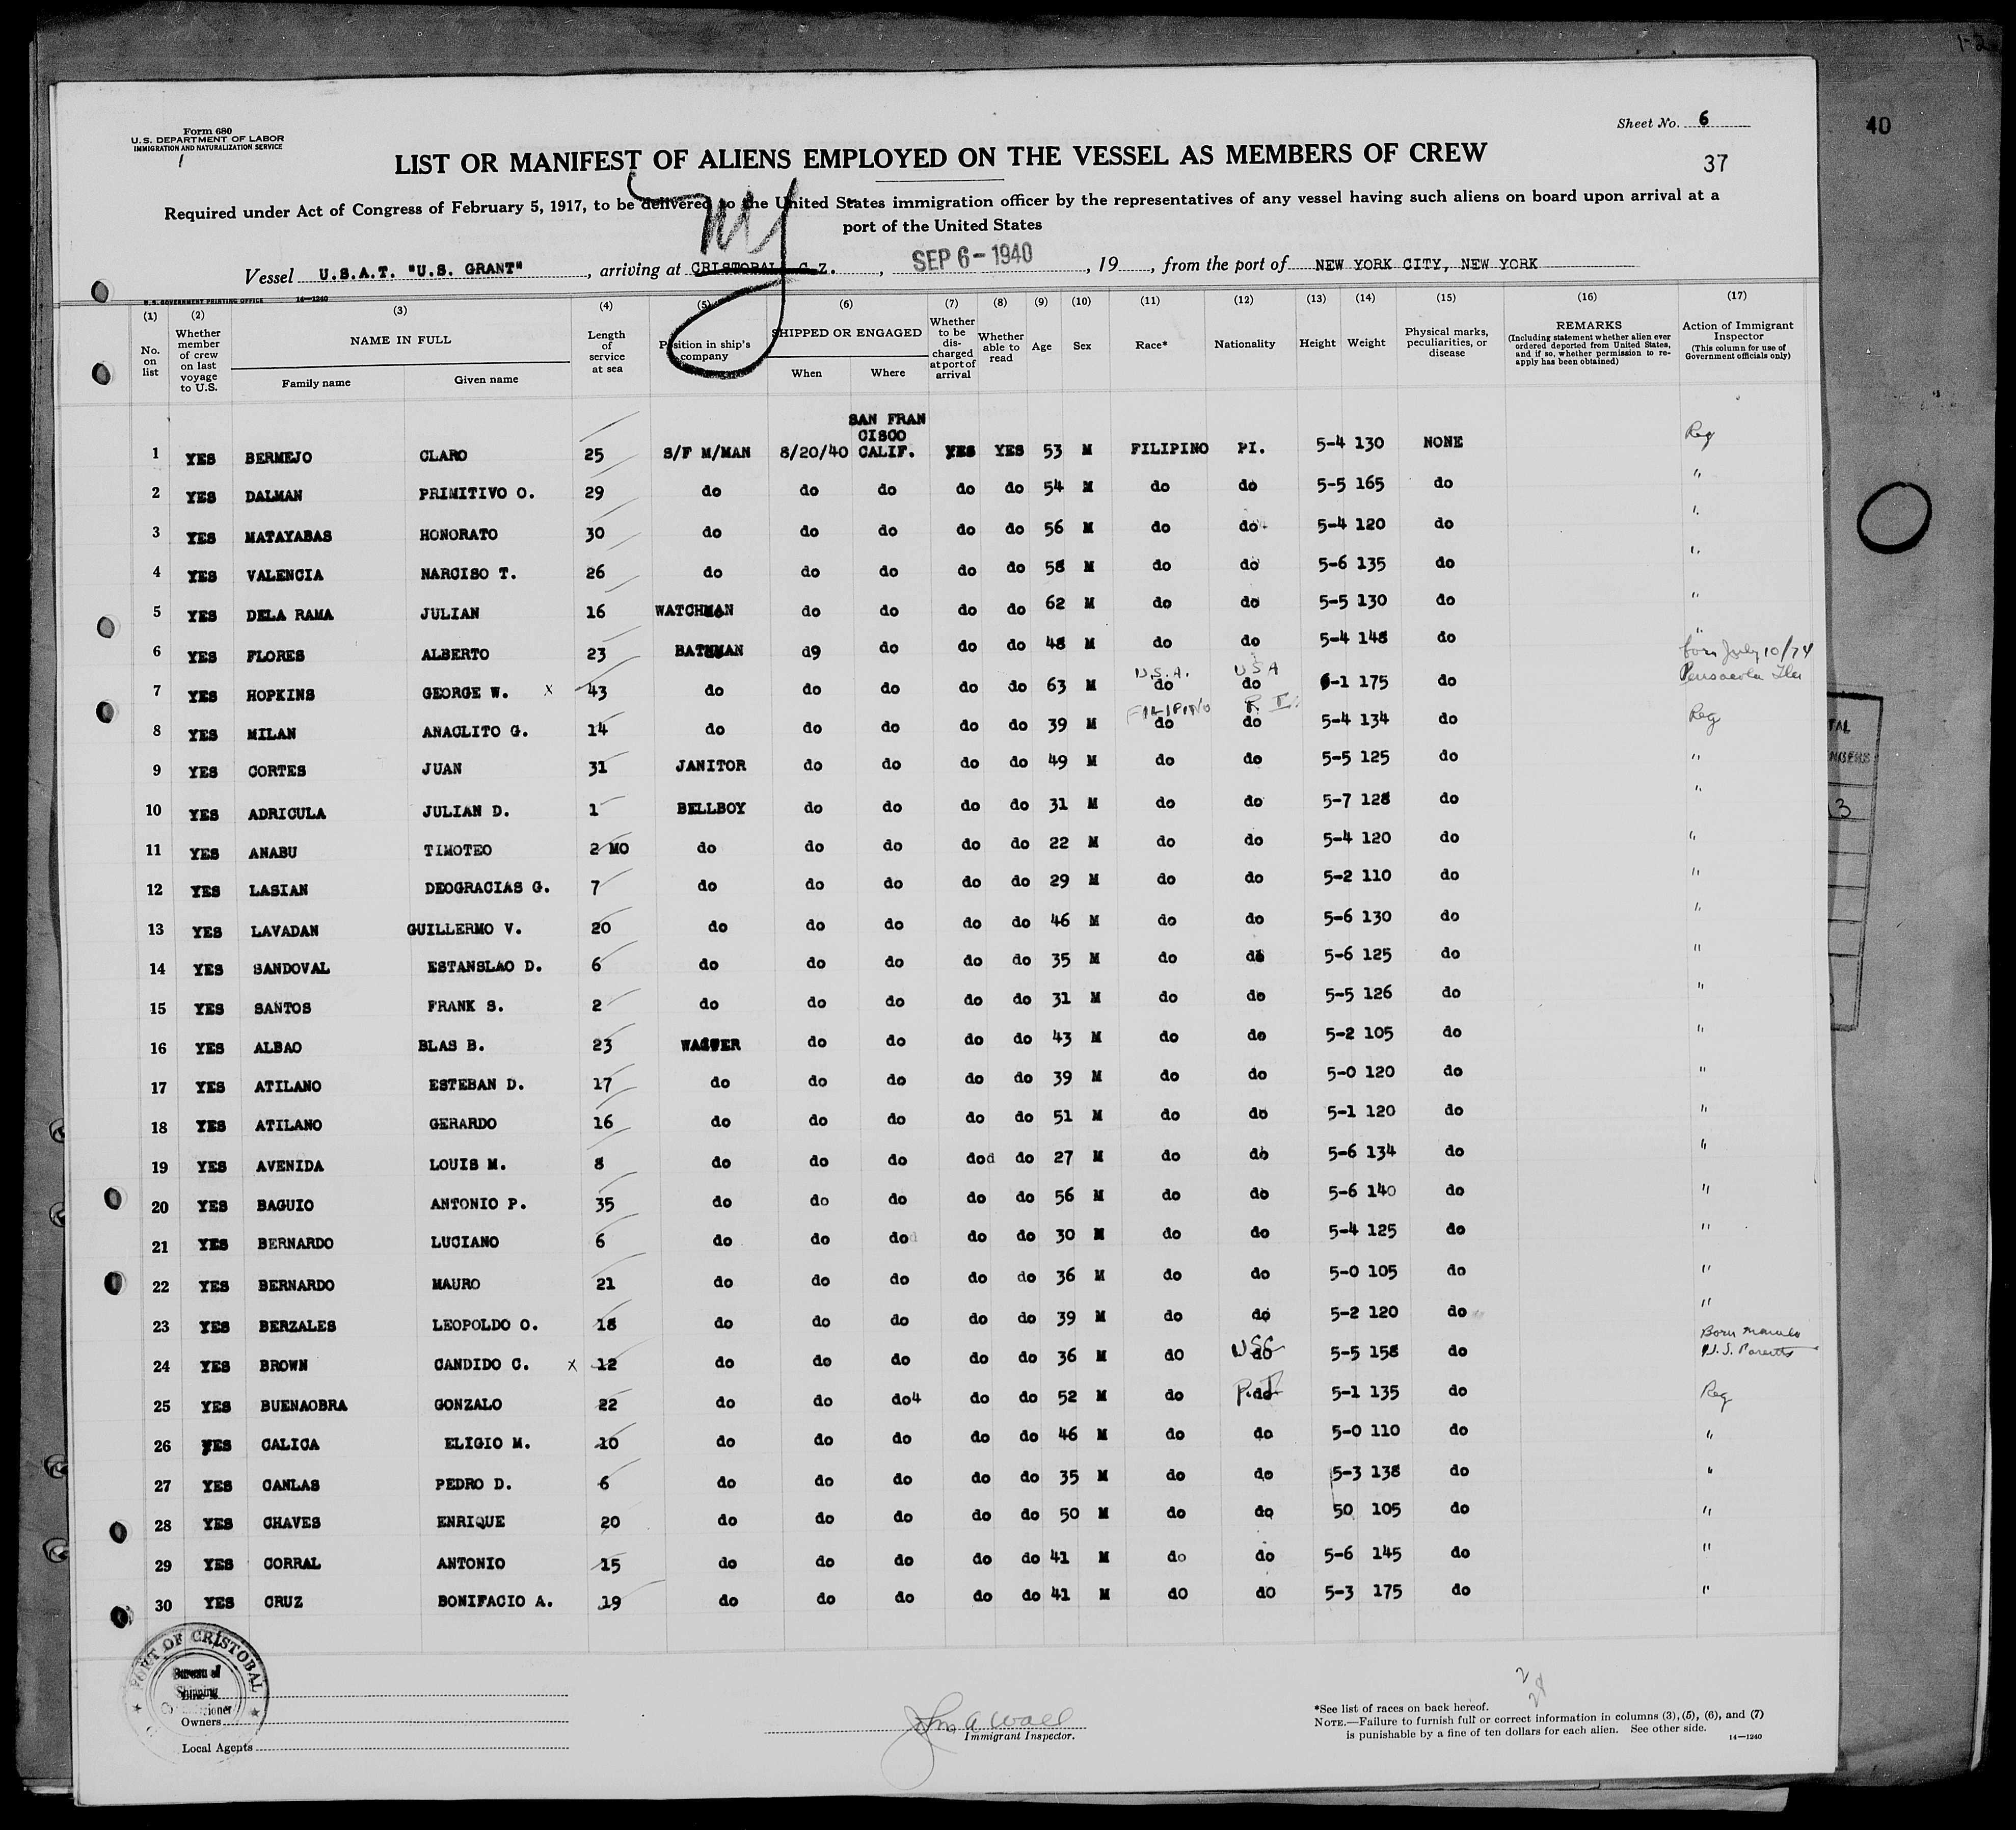 1-2
40
Form 680
U.S. DEPARTMENT OF LABOR
IMMIGRATION AND NATURALIZATION SERVICE
1
Sheet No. 6
37
LIST OR MANIFEST OF ALIENS EMPLOYED ON THE VESSEL AS MEMBERS OF CREW
Required under Act of Congress of February 5, 1917, to be delivered to the United States immigration officer by the representatives of any vessel having such aliens on board upon arrival at a
port of the United States
NY
Vessel U.S.A.T. "U.S. GRANT", arriving at CRISTOBAL C.Z., SEP 6-1940, 19, from the port of NEW YORK CITY, NEW YORK
U.S. GOVERNMENT PRINTING OFFICE 14—1240
(1) No. on list (2) Whether member of crew on last voyage to U.S. (3) NAME IN FULL Family name Given name (4) Length of service at sea (5) Position in ship's company (6) SHIPPED OR ENGAGED When Where (7) Whether to be discharged at port of arrival (8) Whether able to read (9) Age (10) Sex (11) Race* (12) Nationality (13) Height (14) Weight (15) Physical marks, peculiarities, or disease (16) REMARKS (Including statement whether alien ever ordered deported from United States, and if so, whether permission to reapply has been obtained) (17) Action of Immigrant Inspector (This column for use of Government officials only)
1 YES BERMEJO CLARO 25 S/F M/MAN 8/20/40 SAN FRAN CISCO CALIF. YES YES 53 M FILIPINO PI. 5-4 130 NONE Reg
2 YES DALMAN PRIMITIVO O. 29 do do do do do 54 M do do 5-5 165 do "
3 YES MATAYABAS HONORATO 30 do do do do do 56 M do do 5-4 120 do "
4 YES VALENCIA NARCISO T. 26 do do do do do 58 M do do 5-6 135 do "
5 YES DELA RAMA JULIAN 16 WATCHMAN do do do do 62 M do do 5-5 130 do "
6 YES FLORES ALBERTO 23 BATHMAN d9 do do do 48 M do do 5-4 148 do "
7 YES HOPKINS GEORGE W. x 43 do do do do do 63 M U.S.A. do USA do 6-1 175 do born July 10/74 Pensacola Fla
8 YES MILAN ANACLITO G. 14 do do do do do 39 M FILIPINO do P.I. do 5-4 134 do Reg
9 YES CORTES JUAN 31 JANITOR do do do do 49 M do do 5-5 125 do "
10 YES ADRICULA JULIAN D. 1 BELLBOY do do do do 31 M do do 5-7 128 do "
11 YES ANABU TIMOTEO 2 MO do do do do do 22 M do do 5-4 120 do "
12 YES LASIAN DEOGRACIAS G. 7 do do do do do 29 M do do 5-2 110 do "
13 YES LAVADAN GUILLERMO V. 20 do do do do do 46 M do do 5-6 130 do "
14 YES SANDOVAL ESTANSLAO D. 6 do do do do do 35 M do do 5-6 125 do "
15 YES SANTOS FRANK S. 2 do do do do do 31 M do do 5-5 126 do "
16 YES ALBAO BLAS B. 23 do do do do 43 M do do 5-2 105 do "
17 YES ATILANO ESTEBAN D. 17 do do do do do 39 M do do 5-0 120 do "
18 YES ATILANO GERARDO 16 do do do do do 51 M do do 5-1 120 do "
19 YES AVENIDA LOUIS M. 8 do do do dod do 27 M do do 5-6 134 do "
20 YES BAGUIO ANTONIO P. 35 do do do do do 56 M do do 5-6 140 do "
21 YES BERNARDO LUCIANO 6 do do dod do do 30 M do do 5-4 125 do "
22 YES BERNARDO MAURO 21 do do do do do 36 M do do 5-0 105 do "
23 YES BERZALES LEOPOLDO O. 18 do do do do do 39 M do do 5-2 120 do "
24 YES BROWN CANDIDO C. x 12 do do do do do 36 M do do 5-5 158 do Born Manila U.S. Parents
25 YES BUENAOBRA GONZALO 22 do do do4 do do 52 M do P.I. do 5-1 135 do Reg
26 YES CALICA ELIGIO M. 10 do do do do do 46 M do do 5-0 110 do "
27 YES CANLAS PEDRO D. 6 do do do do do 35 M do do 5-3 138 do "
28 YES CHAVES ENRIQUE 20 do do do do do 50 M do do 50 105 do "
29 YES CORRAL ANTONIO 15 do do do do do 41 M do do 5-6 145 do "
30 YES CRUZ BONIFACIO A. 19 do do do do do 41 M do do 5-3 175 do "
PORT OF CRISTOBAL
Bureau of
Shipping
Owners
Local Agents
John A Wall
Immigrant Inspector.
2
28
*See list of races on back hereof.
NOTE.—Failure to furnish full or correct information in columns (3), (5), (6), and (7)
is punishable by a fine of ten dollars for each alien. See other side.
14—1240